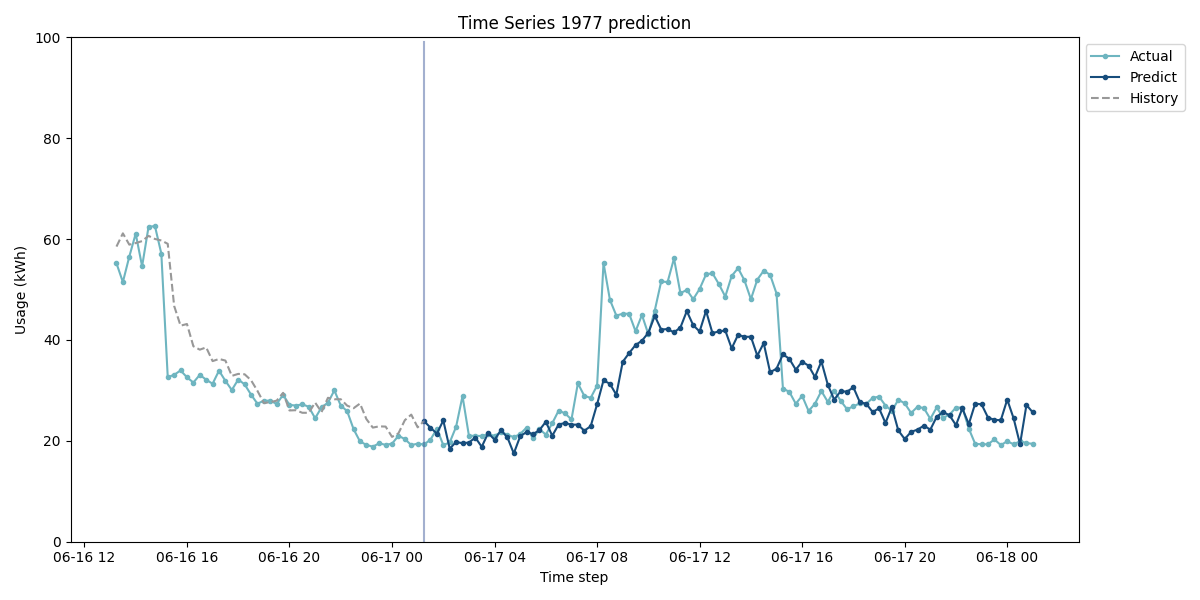 Time Series 1977 prediction
100
80
60
40
20
0
Usage (kWh)
06-16 12
06-16 16
06-16 20
06-17 00
06-17 04
06-17 08
06-17 12
06-17 16
06-17 20
06-18 00
Time step
Actual
Predict
History